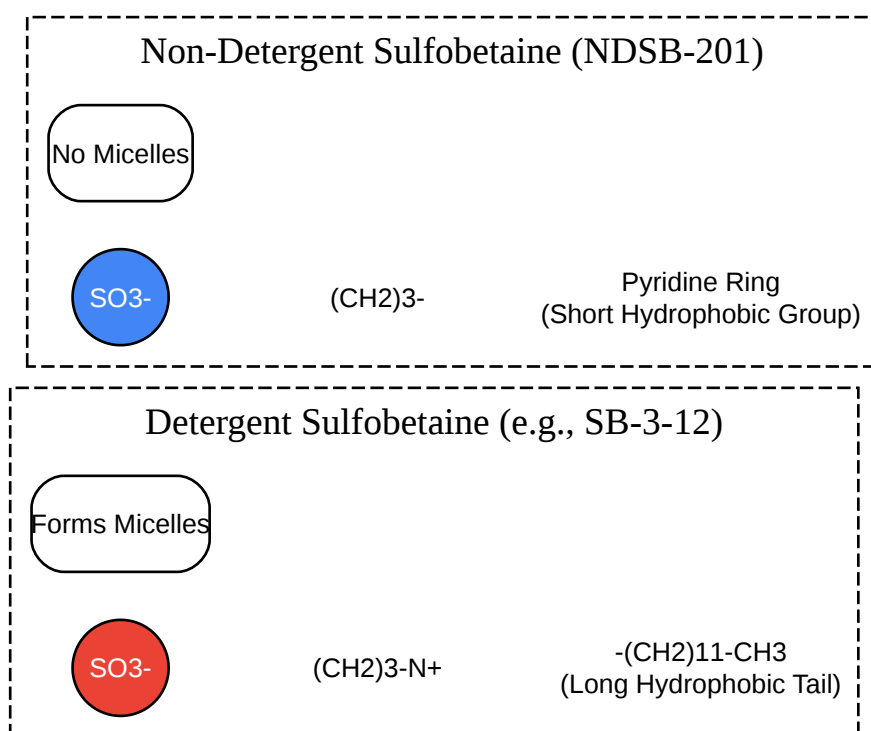 Non-Detergent Sulfobetaine (NDSB-201)
No Micelles
SO3-
(CH2)3-
Pyridine Ring
(Short Hydrophobic Group)
Detergent Sulfobetaine (e.g., SB-3-12)
Forms Micelles
SO3-
(CH2)3-N+
-(CH2)11-CH3
(Long Hydrophobic Tail)